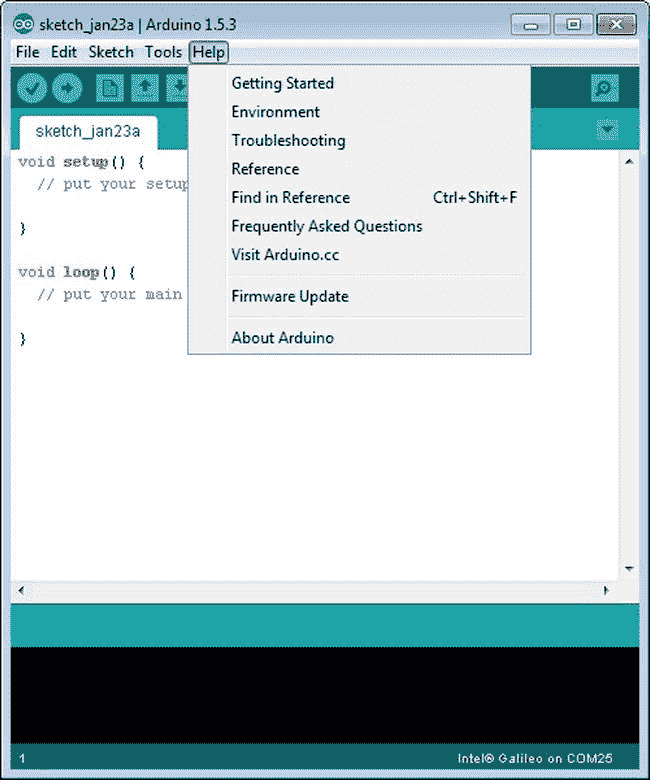 sketch_jan23a | Arduino 1.5.3
File Edit Sketch Tools Help
Getting Started
Environment
Troubleshooting
Reference
Find in Reference Ctrl+Shift+F
Frequently Asked Questions
Visit Arduino.cc
Firmware Update
About Arduino
sketch_jan23a
void setup() {
// put your setup
}
void loop() {
// put your main
}
1 Intel® Galileo on COM25